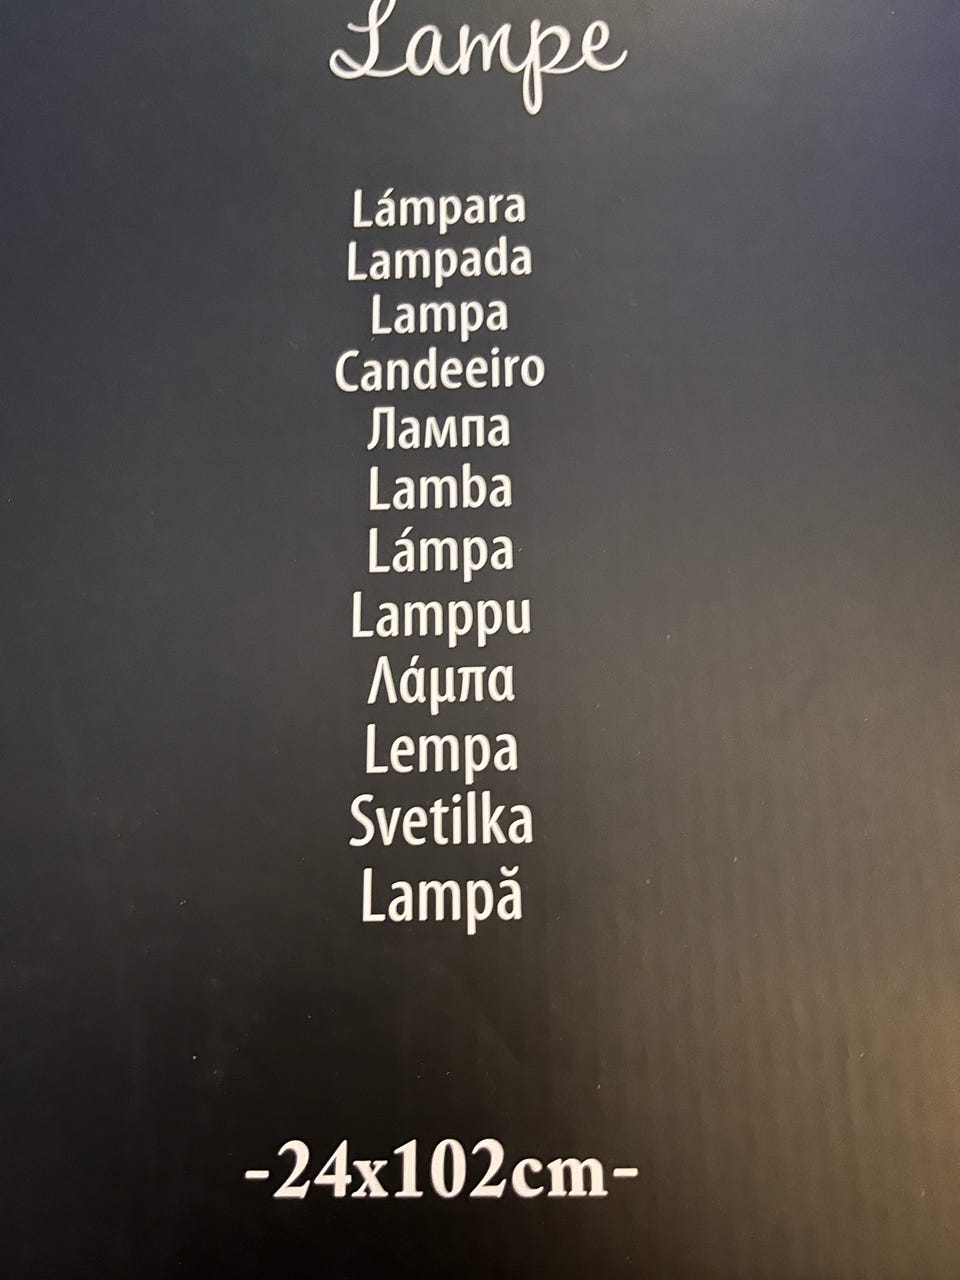 Lampe
Lámpara
Lampada
Lampa
Candeeiro
Лампа
Lamba
Lámpa
Lamppu
Λάμπα
Lempa
Svetilka
Lampă
-24x102cm-